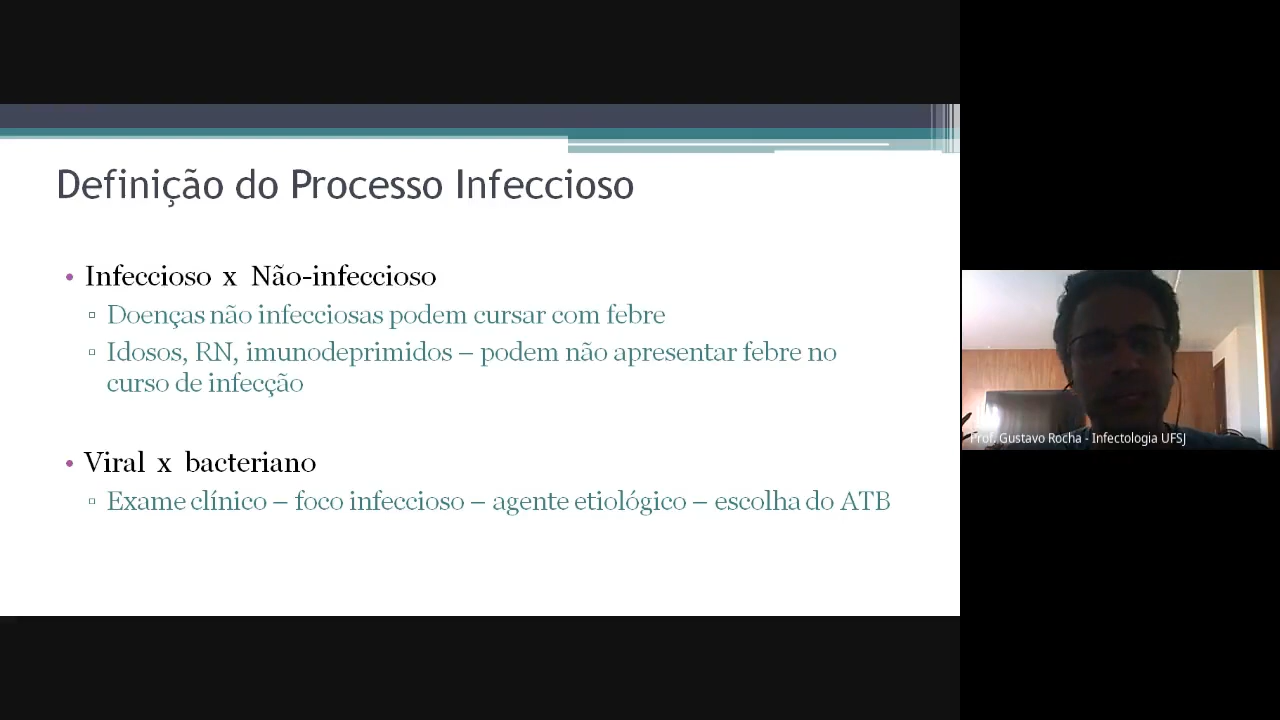 Definição do Processo Infeccioso
• Infeccioso x Não-infeccioso
▫ Doenças não infecciosas podem cursar com febre
▫ Idosos, RN, imunodeprimidos – podem não apresentar febre no
curso de infecção
• Viral x bacteriano
▫ Exame clínico – foco infeccioso – agente etiológico – escolha do ATB
Prof. Gustavo Rocha - Infectologia UFSJ